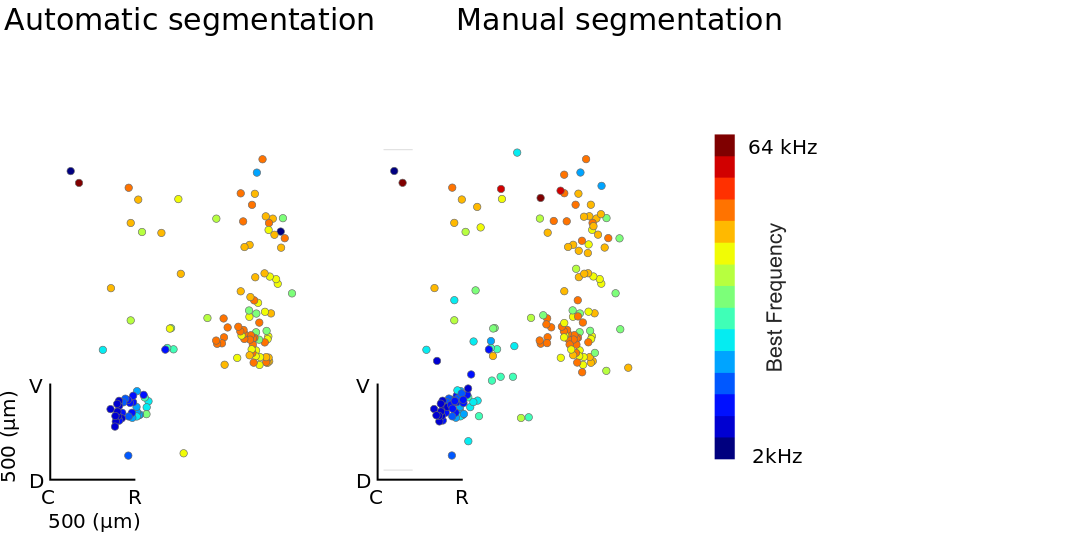 Automatic segmentation
Manual segmentation
64 kHz
Best Frequency
2kHz
V
D
C
R
500 (μm)
500 (μm)
V
D
C
R